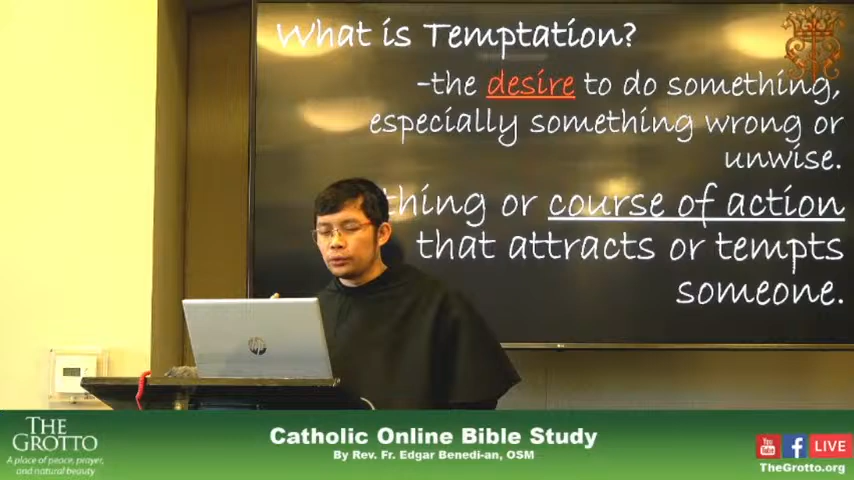 What is Temptation?
-the desire to do something,
especially something wrong or
unwise.
thing or course of action
that attracts or tempts
someone.
hp
THE
GROTTO
A place of peace, prayer,
and natural beauty
Catholic Online Bible Study
By Rev. Fr. Edgar Benedi-an, OSM
You Tube
f
LIVE
TheGrotto.org